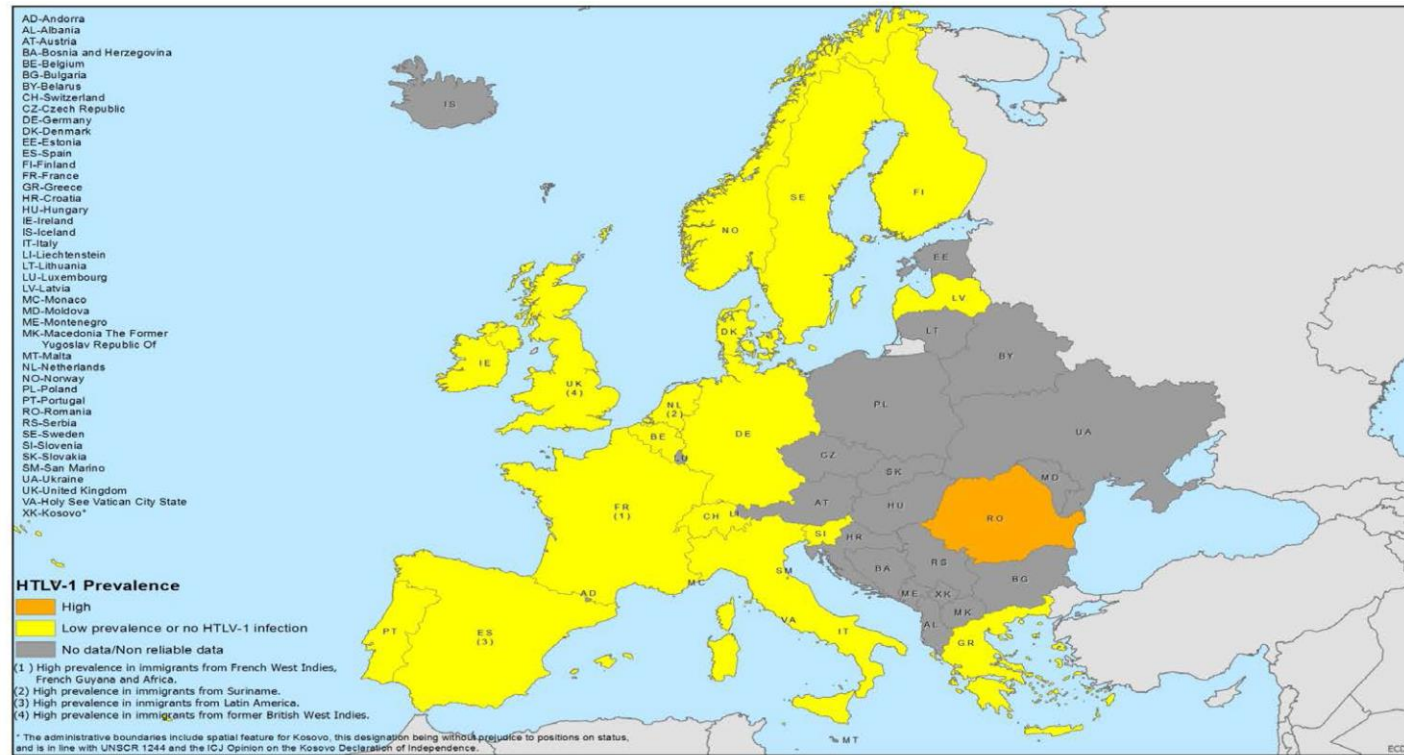 AD-Andorra
AL-Albania
AT-Austria
BA-Bosnia and Herzegovina
BE-Belgium
BG-Bulgaria
BY-Belarus
CH-Switzerland
CZ-Czech Republic
DE-Germany
DK-Denmark
EE-Estonia
ES-Spain
FI-Finland
FR-France
GR-Greece
HR-Croatia
HU-Hungary
IE-Ireland
IS-Iceland
IT-Italy
LI-Liechtenstein
LT-Lithuania
LU-Luxembourg
LV-Latvia
MC-Monaco
MD-Moldova
ME-Montenegro
MK-Macedonia The Former
Yugoslav Republic Of
MT-Malta
NL-Netherlands
NO-Norway
PL-Poland
PT-Portugal
RO-Romania
RS-Serbia
SE-Sweden
SI-Slovenia
SK-Slovakia
SM-San Marino
UA-Ukraine
UK-United Kingdom
VA-Holy See Vatican City State
XK-Kosovo*
HTLV-1 Prevalence
High
Low prevalence or no HTLV-1 infection
No data/Non reliable data
(1 ) High prevalence in immigrants from French West Indies,
French Guyana and Africa.
(2) High prevalence in immigrants from Suriname.
(3) High prevalence in immigrants from Latin America.
(4) High prevalence in immigrants from former British West Indies.
* The administrative boundaries include spatial feature for Kosovo, this designation being without prejudice to positions on status,
and is in line with UNSCR 1244 and the ICJ Opinion on the Kosovo Declaration of Independence.
IS
FI
SE
NO
EE
LV
DK
LT
IE
BY
UK
(4)
NL
(2)
PL
DE
BE
UA
LU
CZ
SK
MD
AT
HU
FR
(1)
CH
LI
RO
SI
HR
SM
BA
RS
MC
BG
AD
ME
XK
VA
MK
PT
ES
(3)
IT
AL
GR
MT